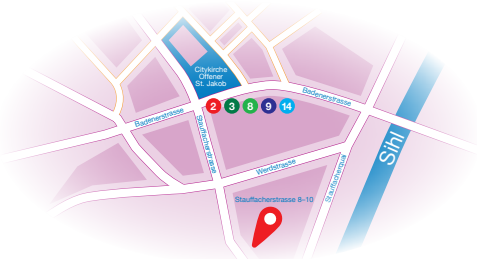 Citykirche
Offener
St. Jakob
2 3 8 9 14
Badenerstrasse
Badenerstrasse
Stauffacherstrasse
Sihl
Werdstrasse
Stauffacherquai
Stauffacherstrasse 8–10